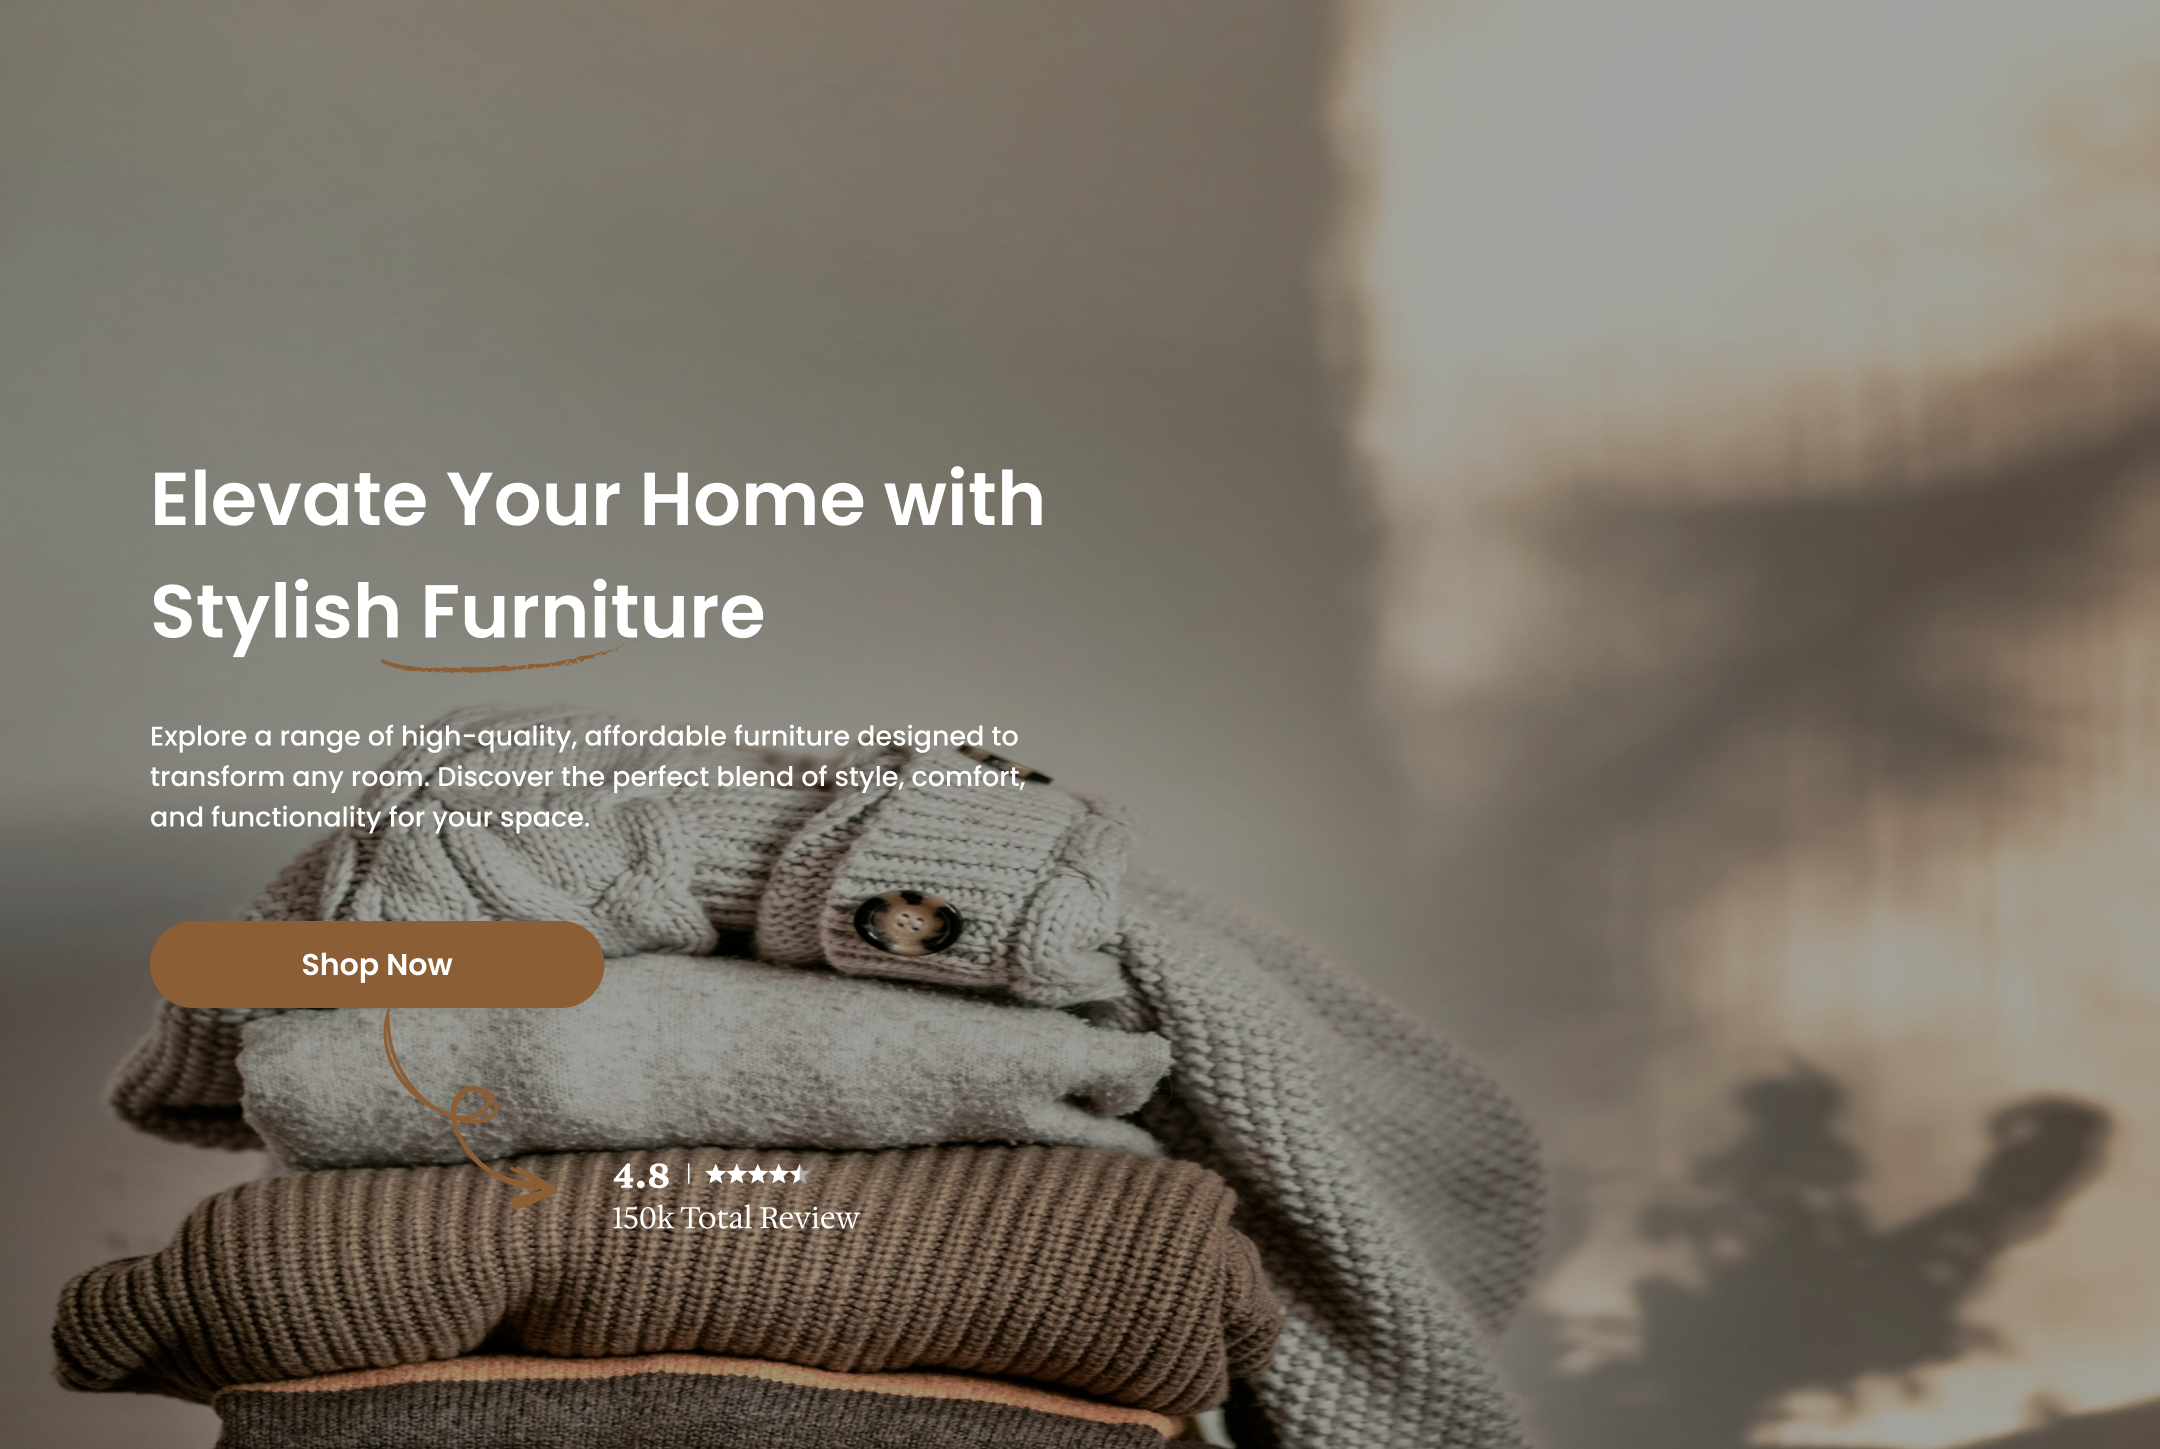 Elevate Your Home with
Stylish Furniture
Explore a range of high-quality, affordable furniture designed to
transform any room. Discover the perfect blend of style, comfort,
and functionality for your space.
Shop Now
4.8
150k Total Review